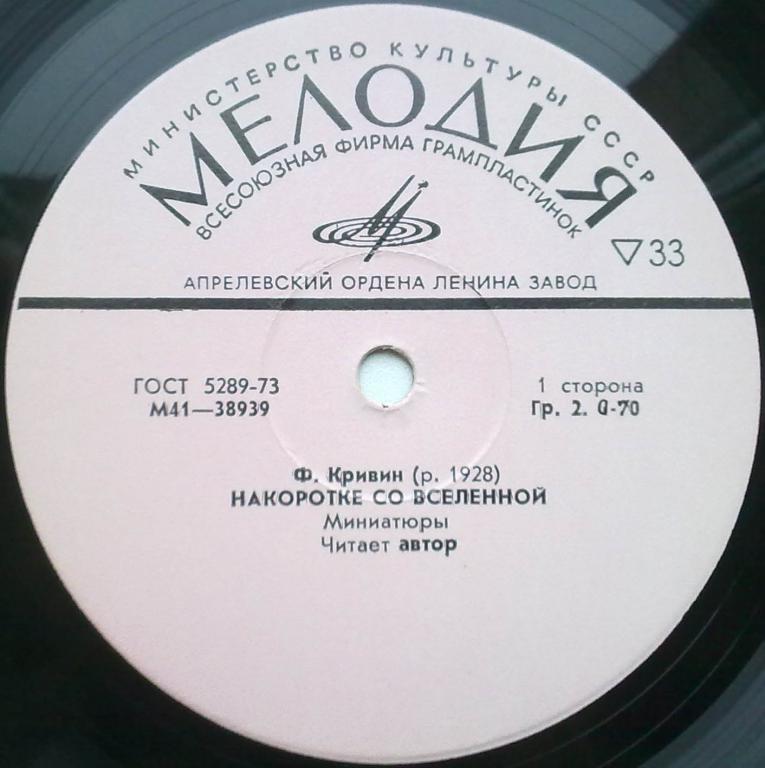 МИНИСТЕРСТВО КУЛЬТУРЫ СССР
МЕЛОДИЯ
ВСЕСОЮЗНАЯ ФИРМА ГРАМПЛАСТИНОК
33
АПРЕЛЕВСКИЙ ОРДЕНА ЛЕНИНА ЗАВОД
ГОСТ 5289-73
М41—38939
1 сторона
Гр. 2. 0-70
Ф. Кривин (р. 1928)
НАКОРОТКЕ СО ВСЕЛЕННОЙ
Миниатюры
Читает автор